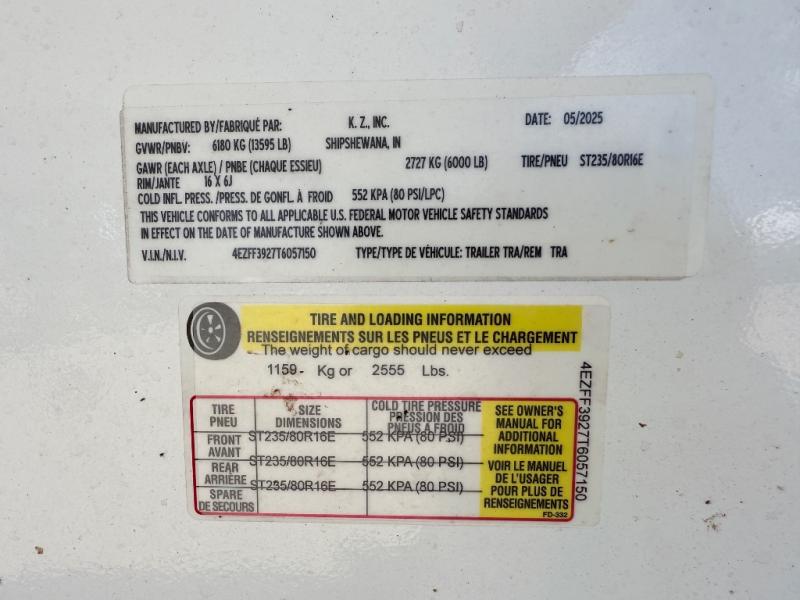 MANUFACTURED BY/FABRIQUÉ PAR: K. Z., INC. DATE: 05/2025
GVWR/PNBV: 6180 KG (13595 LB) SHIPSHEWANA, IN
GAWR (EACH AXLE) / PNBE (CHAQUE ESSIEU) 2727 KG (6000 LB) TIRE/PNEU ST235/80R16E
RIM/JANTE 16 X 6J
COLD INFL. PRESS. /PRESS. DE GONFL. À FROID 552 KPA (80 PSI/LPC)
THIS VEHICLE CONFORMS TO ALL APPLICABLE U.S. FEDERAL MOTOR VEHICLE SAFETY STANDARDS
IN EFFECT ON THE DATE OF MANUFACTURE SHOWN ABOVE.
V.I.N./N.I.V. 4EZFF3927T6057150 TYPE/TYPE DE VÉHICULE: TRAILER TRA/REM TRA
TIRE AND LOADING INFORMATION
RENSEIGNEMENTS SUR LES PNEUS ET LE CHARGEMENT
The weight of cargo should never exceed
1159- Kg or 2555 Lbs.
TIRE PNEU
SIZE DIMENSIONS
COLD TIRE PRESSURE
PRESSION DES
PNEUS A FROID
FRONT AVANT ST235/80R16E 552 KPA (80 PSI)
REAR ARRIÈRE ST235/80R16E 552 KPA (80 PSI)
SPARE DE SECOURS ST235/80R16E 552 KPA (80 PSI)
SEE OWNER'S
MANUAL FOR
ADDITIONAL
INFORMATION
VOIR LE MANUEL
DE L'USAGER
POUR PLUS DE
RENSEIGNEMENTS
FD-332
4EZFF3927T6057150